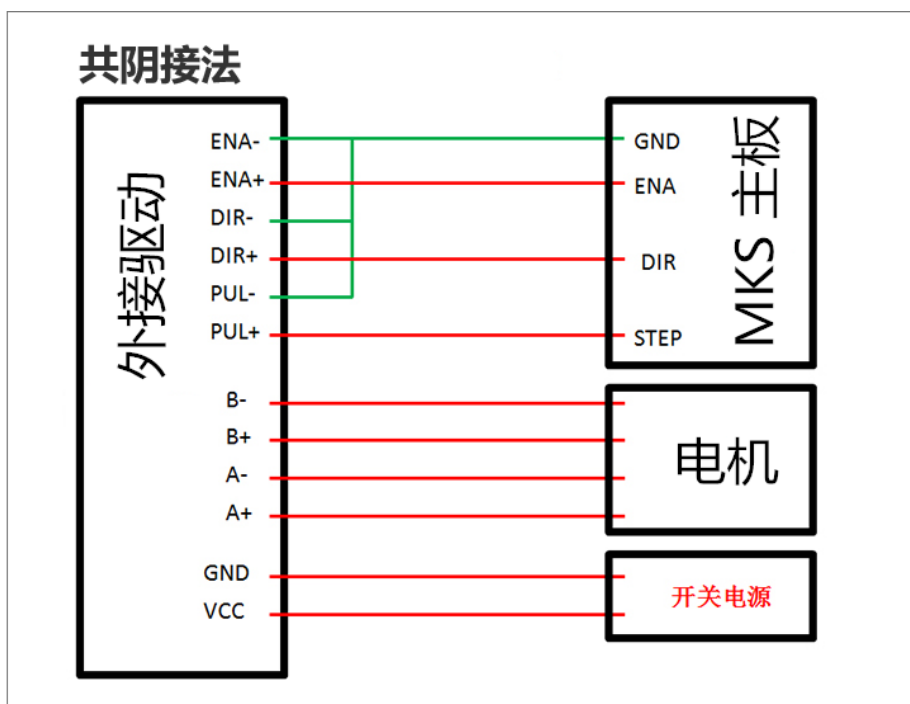 共阴接法
外接驱动
ENA-
ENA+
DIR-
DIR+
PUL-
PUL+
B-
B+
A-
A+
GND
VCC
GND
ENA
DIR
STEP
MKS 主板
电机
开关电源